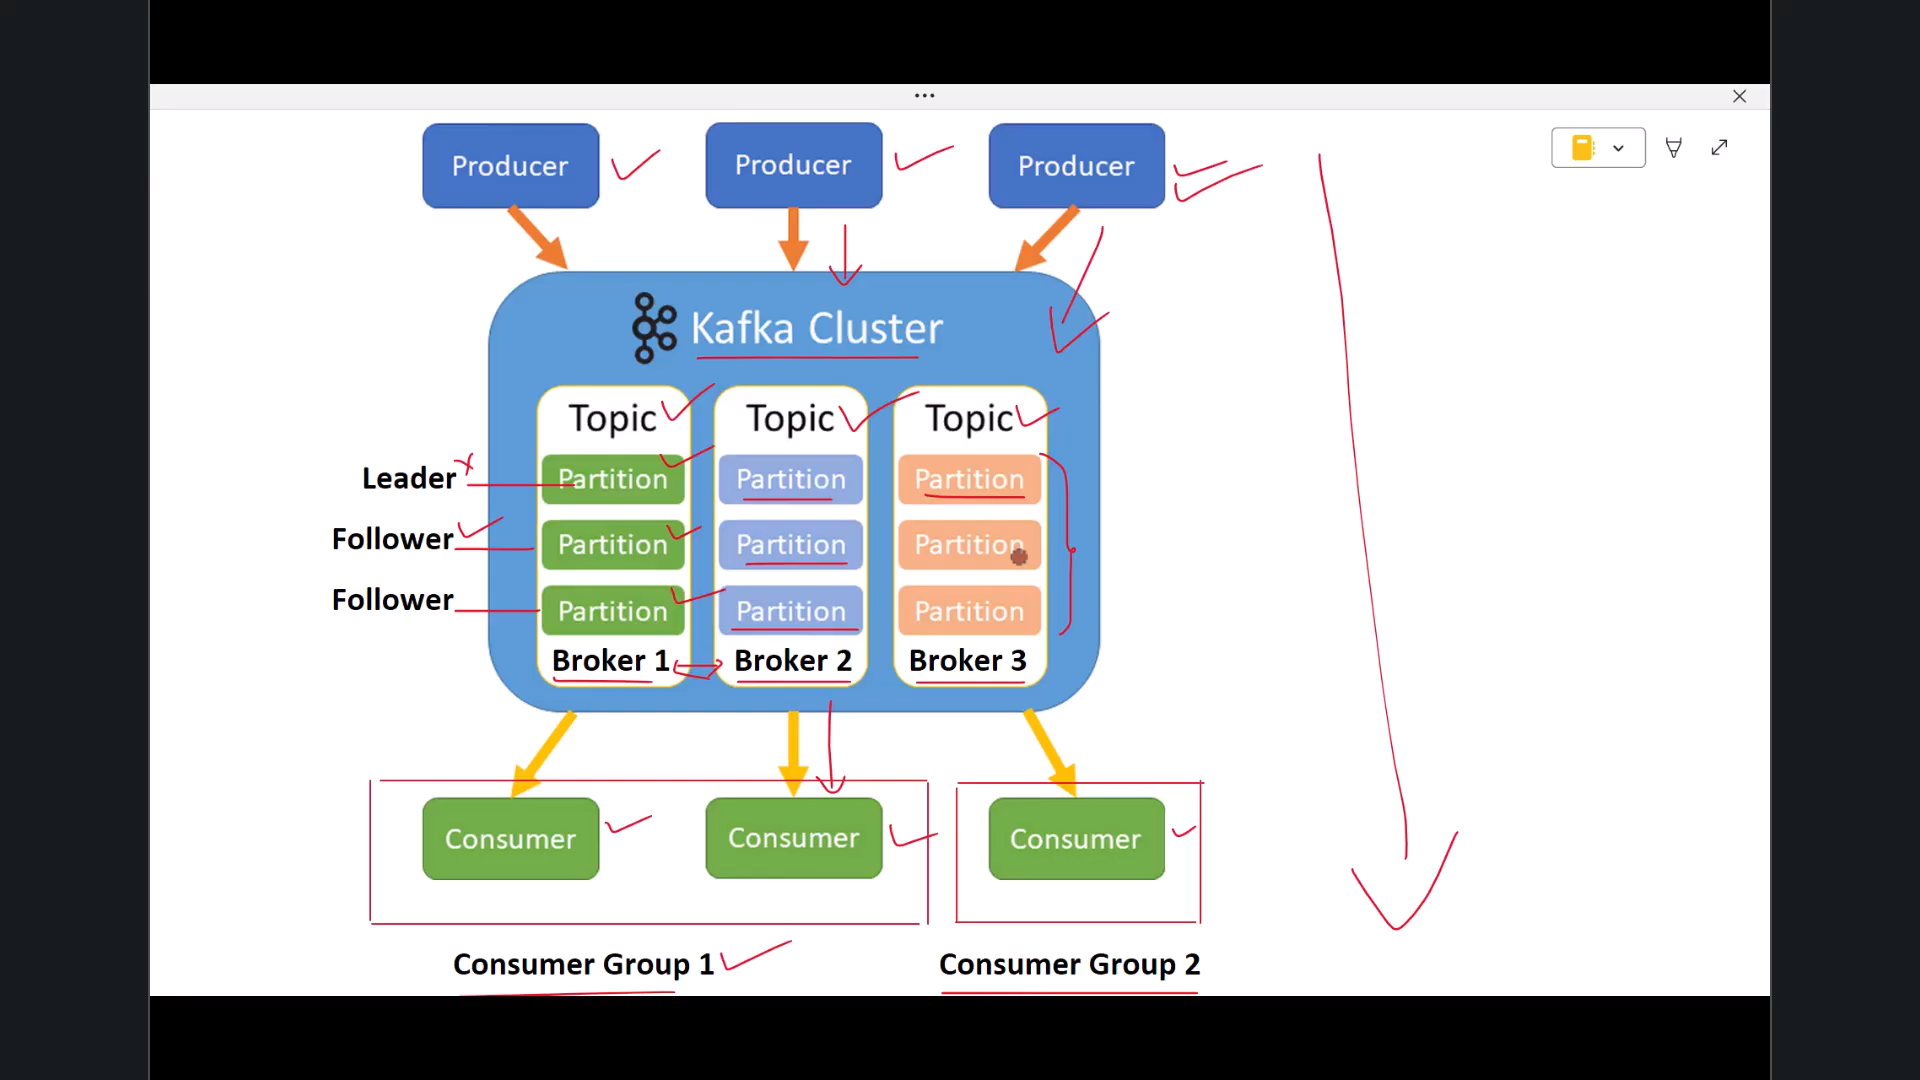 ...
Producer Producer Producer
Kafka Cluster
Topic Topic Topic
Leader Partition Partition Partition
Follower Partition Partition Partition
Follower Partition Partition Partition
Broker 1 Broker 2 Broker 3
Consumer Consumer Consumer
Consumer Group 1 Consumer Group 2